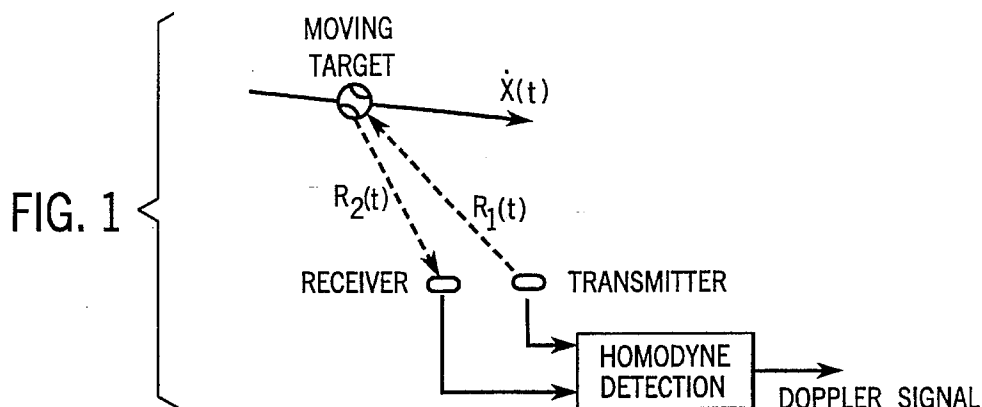 MOVING
TARGET
Ẋ(t)
FIG. 1
R2(t)
R1(t)
RECEIVER
TRANSMITTER
HOMODYNE
DETECTION
DOPPLER SIGNAL